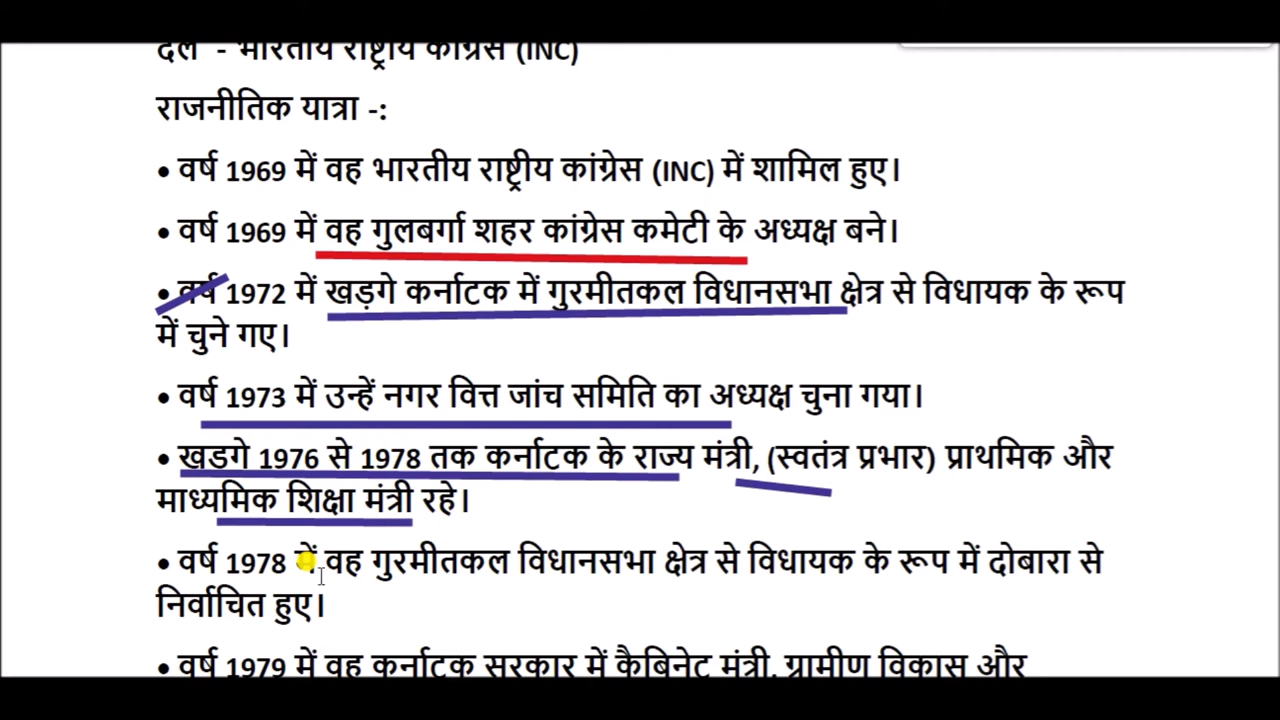 दल - भारतीय राष्ट्रीय कांग्रेस (INC)
राजनीतिक यात्रा -:
• वर्ष 1969 में वह भारतीय राष्ट्रीय कांग्रेस (INC) में शामिल हुए।
• वर्ष 1969 में वह गुलबर्गा शहर कांग्रेस कमेटी के अध्यक्ष बने।
• वर्ष 1972 में खड़गे कर्नाटक में गुरमीतकल विधानसभा क्षेत्र से विधायक के रूप
में चुने गए।
• वर्ष 1973 में उन्हें नगर वित्त जांच समिति का अध्यक्ष चुना गया।
• खडगे 1976 से 1978 तक कर्नाटक के राज्य मंत्री, (स्वतंत्र प्रभार) प्राथमिक और
माध्यमिक शिक्षा मंत्री रहे।
• वर्ष 1978 में वह गुरमीतकल विधानसभा क्षेत्र से विधायक के रूप में दोबारा से
निर्वाचित हुए।
• वर्ष 1979 में वह कर्नाटक सरकार में कैबिनेट मंत्री, ग्रामीण विकास और